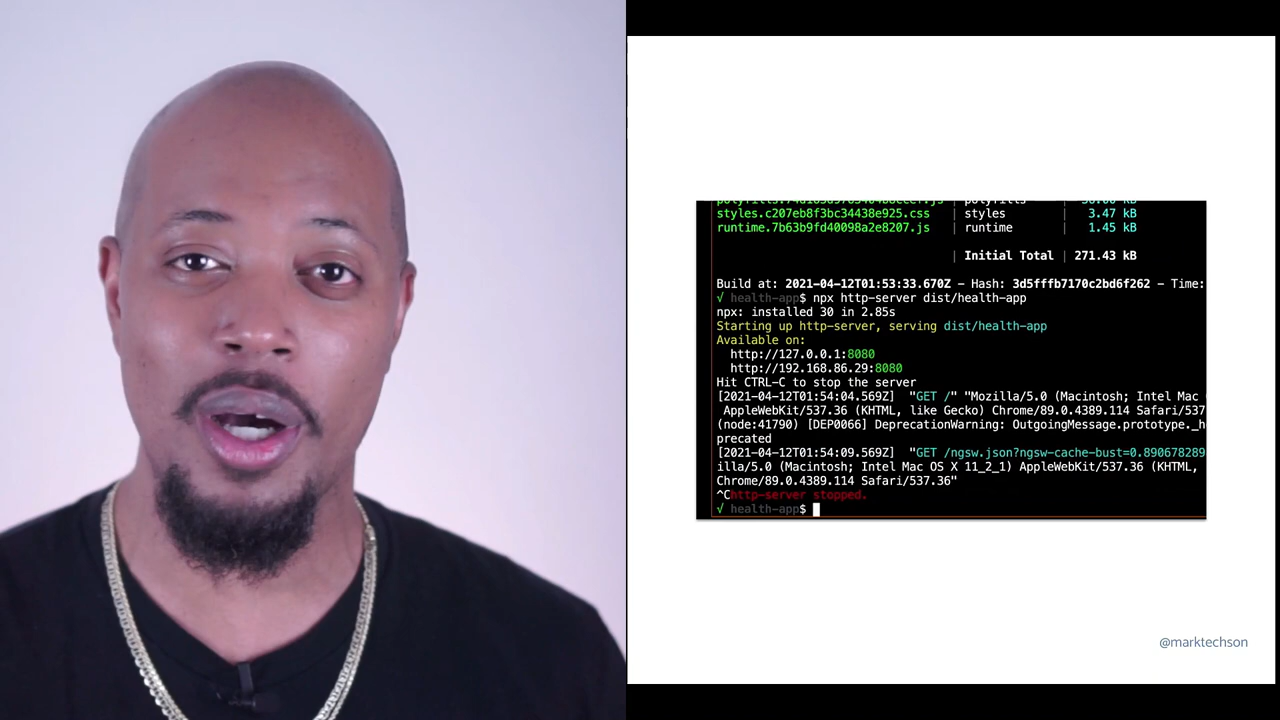 styles.c207eb8f3bc34438e925.css | styles | 3.47 kB
runtime.7b63b9fd40098a2e8207.js | runtime | 1.45 kB
| Initial Total | 271.43 kB
Build at: 2021-04-12T01:53:33.670Z - Hash: 3d5fffb7170c2bd6f262 - Time:
√ health-app$ npx http-server dist/health-app
npx: installed 30 in 2.85s
Starting up http-server, serving dist/health-app
Available on:
http://127.0.0.1:8080
http://192.168.86.29:8080
Hit CTRL-C to stop the server
[2021-04-12T01:54:04.569Z] "GET /" "Mozilla/5.0 (Macintosh; Intel Mac
AppleWebKit/537.36 (KHTML, like Gecko) Chrome/89.0.4389.114 Safari/537
(node:41790) [DEP0066] DeprecationWarning: OutgoingMessage.prototype._h
precated
[2021-04-12T01:54:09.569Z] "GET /ngsw.json?ngsw-cache-bust=0.890678289
illa/5.0 (Macintosh; Intel Mac OS X 11_2_1) AppleWebKit/537.36 (KHTML,
Chrome/89.0.4389.114 Safari/537.36"
^Chttp-server stopped.
√ health-app$
@marktechson